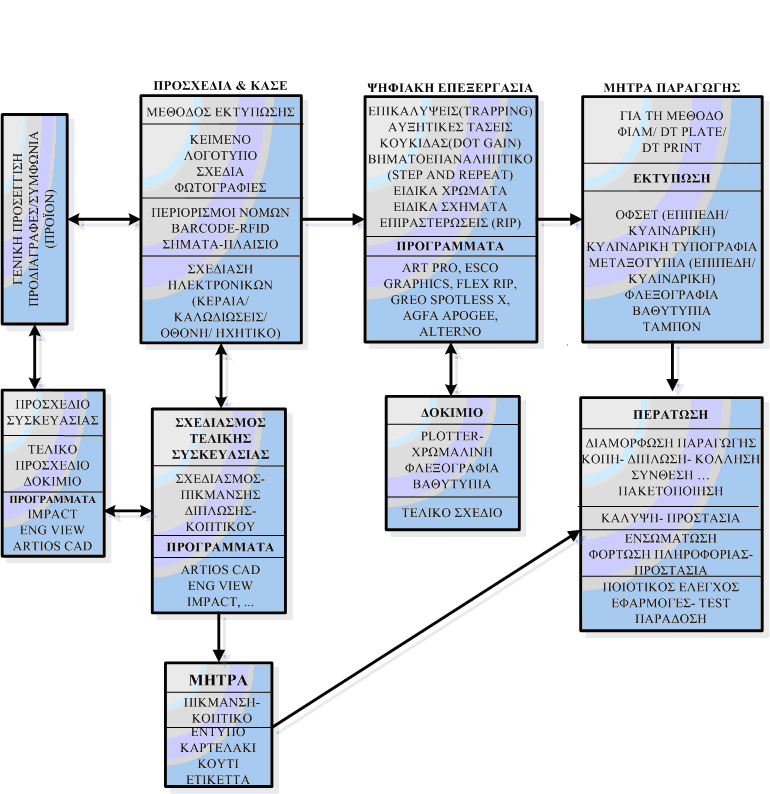 ΓΕΝΙΚΗ ΠΡΟΣΕΓΓΙΣΗ
ΠΡΟΔΙΑΓΡΑΦΕΣ/ΣΥΜΦΩΝΙΑ
(ΠΡΟΪΟΝ)
ΠΡΟΣΧΕΔΙΑ & ΚΑΣΕ
ΜΕΘΟΔΟΣ ΕΚΤΥΠΩΣΗΣ
ΚΕΙΜΕΝΟ
ΛΟΓΟΤΥΠΟ
ΣΧΕΔΙΑ
ΦΩΤΟΓΡΑΦΙΕΣ
ΠΕΡΙΟΡΙΣΜΟΙ ΝΟΜΩΝ
BARCODE-RFID
ΣΗΜΑΤΑ-ΠΛΑΙΣΙΟ
ΣΧΕΔΙΑΣΗ
ΗΛΕΚΤΡΟΝΙΚΩΝ
(ΚΕΡΑΙΑ/
ΚΑΛΩΔΙΩΣΕΙΣ/
ΟΘΟΝΗ/ ΗΧΗΤΙΚΟ)
ΨΗΦΙΑΚΗ ΕΠΕΞΕΡΓΑΣΙΑ
ΕΠΙΚΑΛΥΨΕΙΣ(TRAPPING)
ΑΥΞΗΤΙΚΕΣ ΤΑΣΕΙΣ
ΚΟΥΚΙΔΑΣ(DOT GAIN)
ΒΗΜΑΤΟΕΠΑΝΑΛΗΠΤΙΚΟ
(STEP AND REPEAT)
ΕΙΔΙΚΑ ΧΡΩΜΑΤΑ
ΕΙΔΙΚΑ ΣΧΗΜΑΤΑ
ΕΠΙΡΑΣΤΕΡΩΣΕΙΣ (RIP)
ΠΡΟΓΡΑΜΜΑΤΑ
ART PRO, ESCO
GRAPHICS, FLEX RIP,
GREO SPOTLESS X,
AGFA APOGEE,
ALTERNO
ΜΗΤΡΑ ΠΑΡΑΓΩΓΗΣ
ΓΙΑ ΤΗ ΜΕΘΟΔΟ
ΦΙΛΜ/ DT PLATE/
DT PRINT
ΕΚΤΥΠΩΣΗ
ΟΦΣΕΤ (ΕΠΙΠΕΔΗ/
ΚΥΛΙΝΔΡΙΚΗ)
ΚΥΛΙΝΔΡΙΚΗ ΤΥΠΟΓΡΑΦΙΑ
ΜΕΤΑΞΟΤΥΠΙΑ (ΕΠΙΠΕΔΗ/
ΚΥΛΙΝΔΡΙΚΗ)
ΦΛΕΞΟΓΡΑΦΙΑ
ΒΑΘΥΤΥΠΙΑ
ΤΑΜΠΟΝ
ΠΡΟΣΧΕΔΙΟ
ΣΥΣΚΕΥΑΣΙΑΣ
ΤΕΛΙΚΟ
ΠΡΟΣΧΕΔΙΟ
ΔΟΚΙΜΙΟ
ΠΡΟΓΡΑΜΜΑΤΑ
IMPACT
ENG VIEW
ARTIOS CAD
ΣΧΕΔΙΑΣΜΟΣ
ΤΕΛΙΚΗΣ
ΣΥΣΚΕΥΑΣΙΑΣ
ΣΧΕΔΙΑΣΜΟΣ-
ΠΙΚΜΑΝΣΗΣ
ΔΙΠΛΩΣΗΣ-
ΚΟΠΤΙΚΟΥ
ΠΡΟΓΡΑΜΜΑΤΑ
ARTIOS CAD
ENG VIEW
IMPACT, ...
ΔΟΚΙΜΙΟ
PLOTTER-
ΧΡΩΜΑΛΙΝΗ
ΦΛΕΞΟΓΡΑΦΙΑ
ΒΑΘΥΤΥΠΙΑ
ΤΕΛΙΚΟ ΣΧΕΔΙΟ
ΠΕΡΑΤΩΣΗ
ΔΙΑΜΟΡΦΩΣΗ ΠΑΡΑΓΩΓΗΣ
ΚΟΠΗ- ΔΙΠΛΩΣΗ- ΚΟΛΛΗΣΗ
ΣΥΝΘΕΣΗ ...
ΠΑΚΕΤΟΠΟΙΗΣΗ
ΚΑΛΥΨΗ- ΠΡΟΣΤΑΣΙΑ
ΕΝΣΩΜΑΤΩΣΗ
ΦΟΡΤΩΣΗ ΠΛΗΡΟΦΟΡΙΑΣ-
ΠΡΟΣΤΑΣΙΑ
ΠΟΙΟΤΙΚΟΣ ΕΛΕΓΧΟΣ
ΕΦΑΡΜΟΓΕΣ- TEST
ΠΑΡΑΔΟΣΗ
ΜΗΤΡΑ
ΠΙΚΜΑΝΣΗ-
ΚΟΠΤΙΚΟ
ΕΝΤΥΠΟ
ΚΑΡΤΕΛΑΚΙ
ΚΟΥΤΙ
ΕΤΙΚΕΤΤΑ